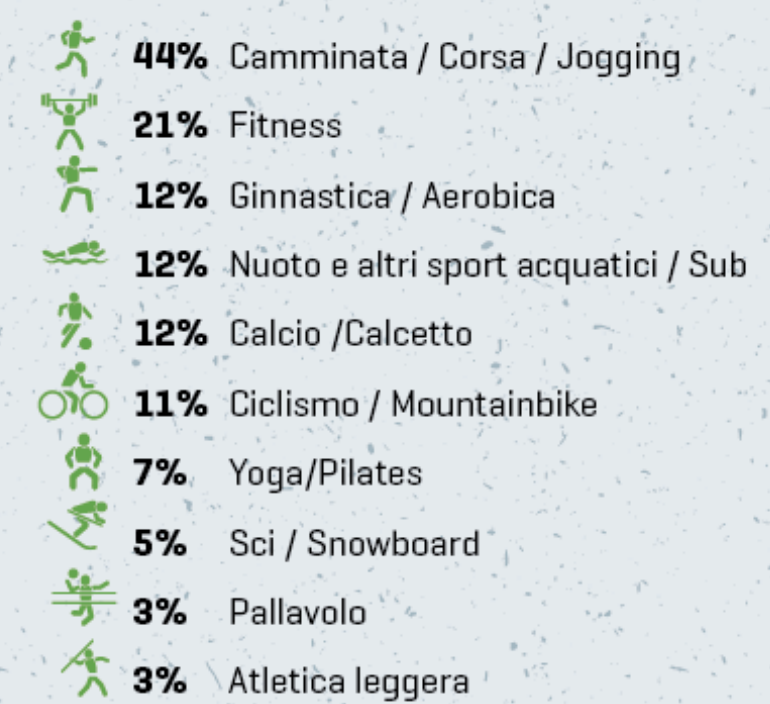 44% Camminata / Corsa / Jogging
21% Fitness
12% Ginnastica / Aerobica
12% Nuoto e altri sport acquatici / Sub
12% Calcio /Calcetto
11% Ciclismo / Mountainbike
7% Yoga/Pilates
5% Sci / Snowboard
3% Pallavolo
3% Atletica leggera